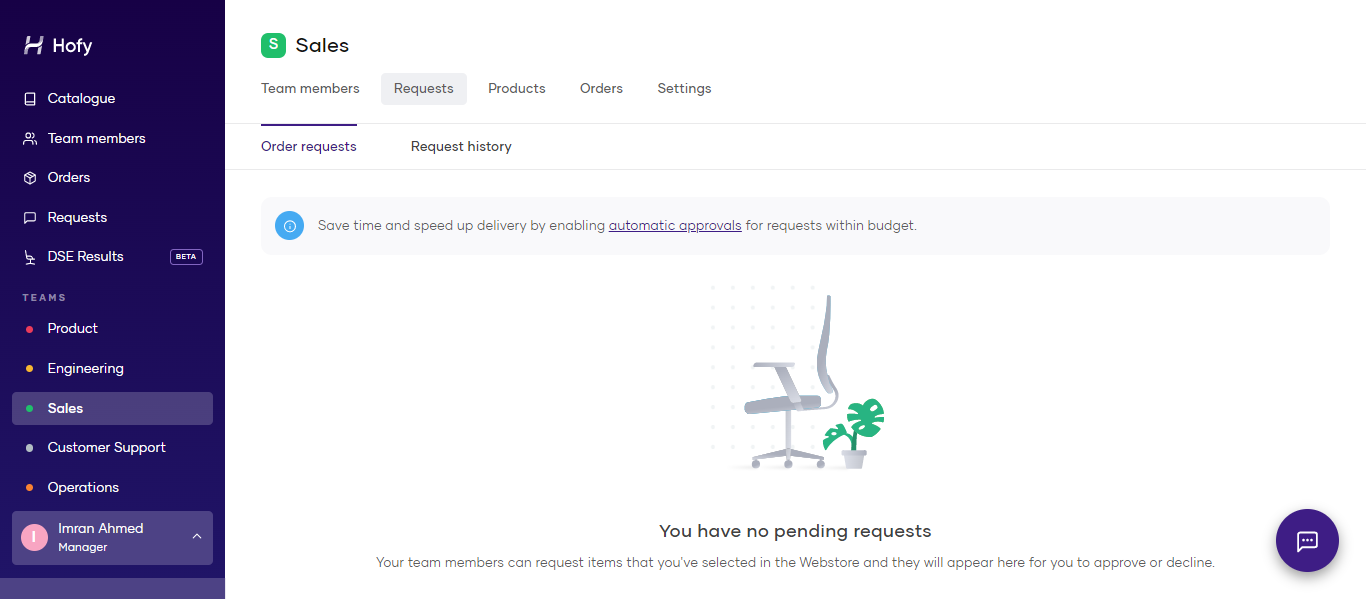 Hofy
Catalogue
Team members
Orders
Requests
DSE Results BETA
TEAMS
Product
Engineering
Sales
Customer Support
Operations
I Imran Ahmed
Manager
S Sales
Team members Requests Products Orders Settings
Order requests Request history
Save time and speed up delivery by enabling automatic approvals for requests within budget.
You have no pending requests
Your team members can request items that you've selected in the Webstore and they will appear here for you to approve or decline.